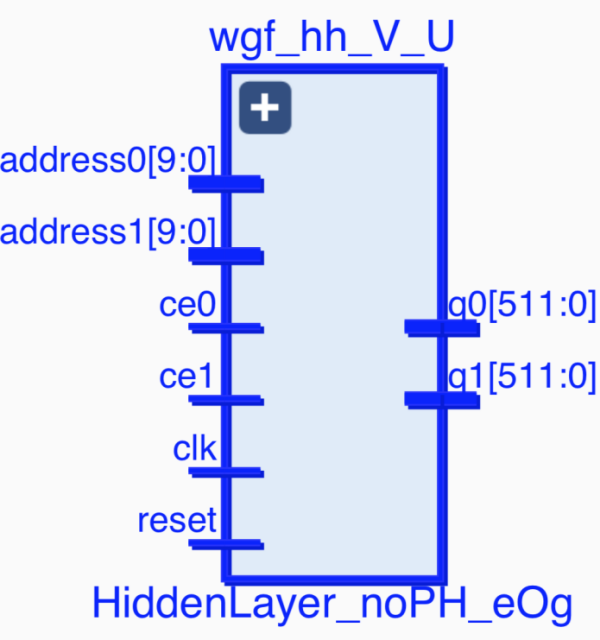 wgf_hh_V_U
address0[9:0]
address1[9:0]
ce0
q0[511:0]
ce1
q1[511:0]
clk
reset
HiddenLayer_noPH_eOg